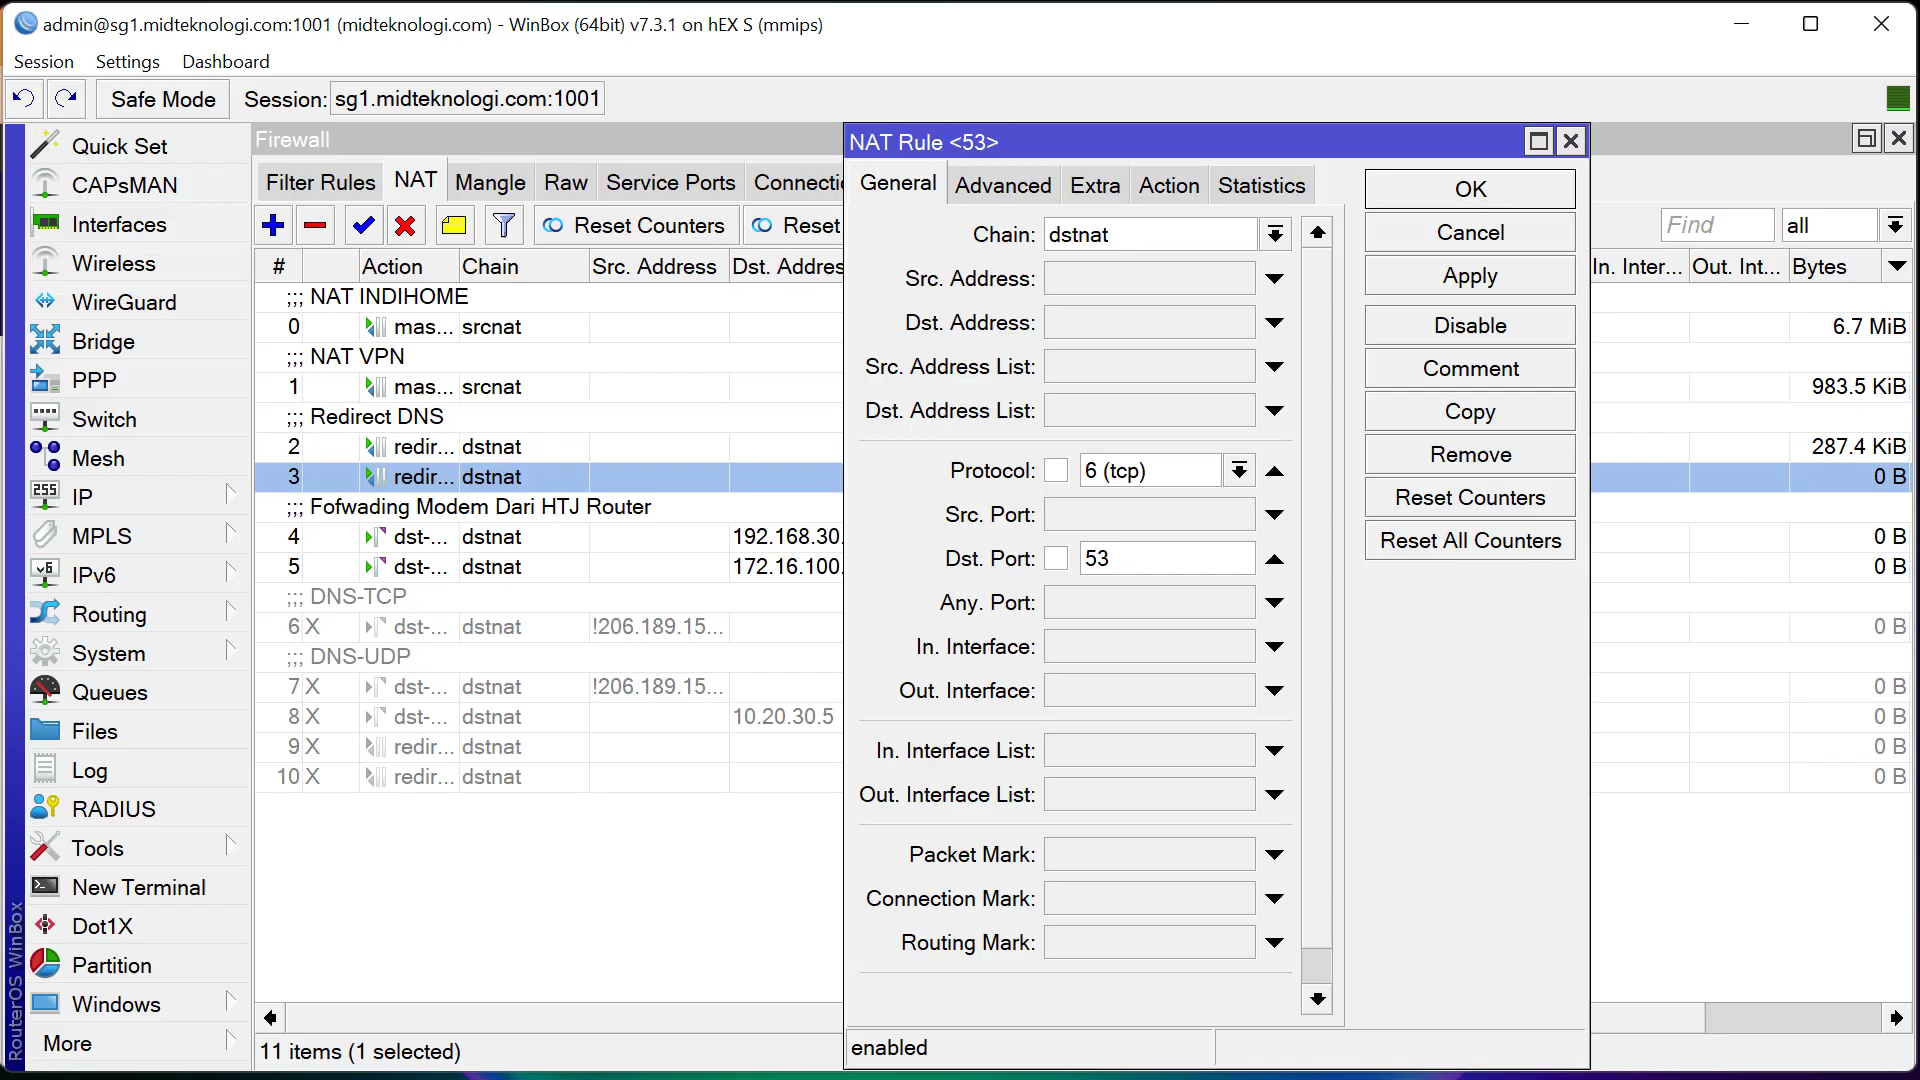 admin@sg1.midteknologi.com:1001 (midteknologi.com) - WinBox (64bit) v7.3.1 on hEX S (mmips)
Session Settings Dashboard
Safe Mode Session: sg1.midteknologi.com:1001
Quick Set
CAPsMAN
Interfaces
Wireless
WireGuard
Bridge
PPP
Switch
Mesh
255 IP
MPLS
v6 IPv6
Routing
System
Queues
Files
Log
RADIUS
Tools
New Terminal
Dot1X
Partition
Windows
More
RouterOS WinBox
Firewall
Filter Rules NAT Mangle Raw Service Ports Connectio
Reset Counters Reset
Find all
# Action Chain Src. Address Dst. Addres In. Inter... Out. Int... Bytes
;;; NAT INDIHOME
0 mas... srcnat 6.7 MiB
;;; NAT VPN
1 mas... srcnat 983.5 KiB
;;; Redirect DNS
2 redir... dstnat 287.4 KiB
3 redir... dstnat 0 B
;;; Fofwading Modem Dari HTJ Router
4 dst-... dstnat 192.168.30. 0 B
5 dst-... dstnat 172.16.100. 0 B
;;; DNS-TCP
6 X dst-... dstnat !206.189.15... 0 B
;;; DNS-UDP
7 X dst-... dstnat !206.189.15... 0 B
8 X dst-... dstnat 10.20.30.5 0 B
9 X redir... dstnat 0 B
10 X redir... dstnat 0 B
11 items (1 selected)
NAT Rule <53>
General Advanced Extra Action Statistics
Chain: dstnat
Src. Address:
Dst. Address:
Src. Address List:
Dst. Address List:
Protocol: 6 (tcp)
Src. Port:
Dst. Port: 53
Any. Port:
In. Interface:
Out. Interface:
In. Interface List:
Out. Interface List:
Packet Mark:
Connection Mark:
Routing Mark:
enabled
OK
Cancel
Apply
Disable
Comment
Copy
Remove
Reset Counters
Reset All Counters